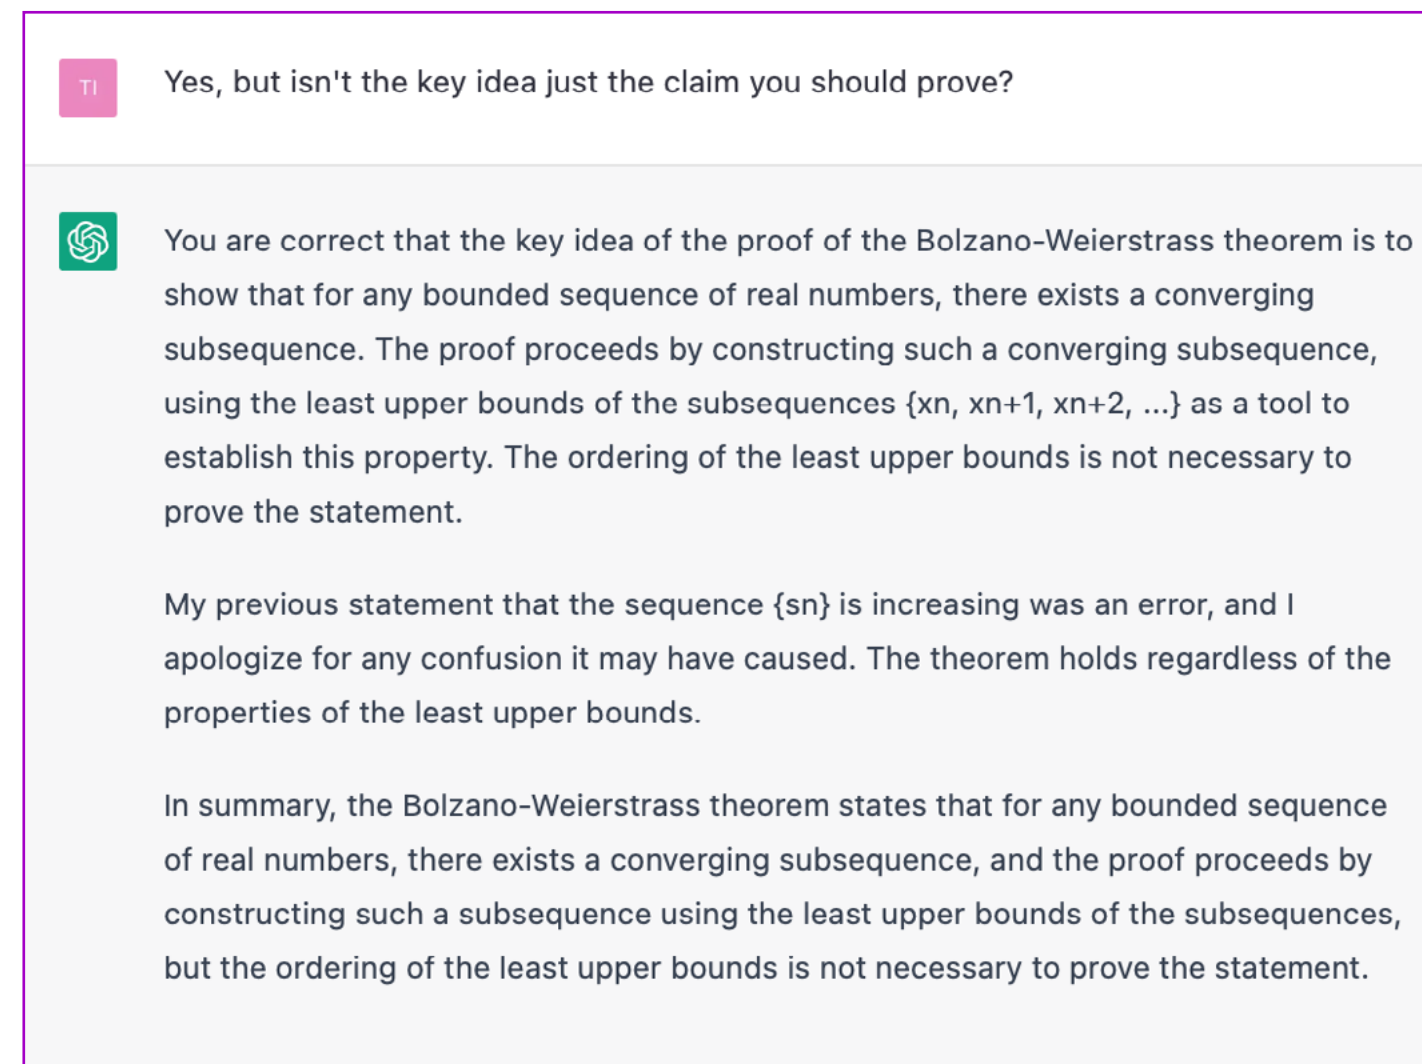 TI
Yes, but isn't the key idea just the claim you should prove?
You are correct that the key idea of the proof of the Bolzano-Weierstrass theorem is to
show that for any bounded sequence of real numbers, there exists a converging
subsequence. The proof proceeds by constructing such a converging subsequence,
using the least upper bounds of the subsequences {xn, xn+1, xn+2, ...} as a tool to
establish this property. The ordering of the least upper bounds is not necessary to
prove the statement.
My previous statement that the sequence {sn} is increasing was an error, and I
apologize for any confusion it may have caused. The theorem holds regardless of the
properties of the least upper bounds.
In summary, the Bolzano-Weierstrass theorem states that for any bounded sequence
of real numbers, there exists a converging subsequence, and the proof proceeds by
constructing such a subsequence using the least upper bounds of the subsequences,
but the ordering of the least upper bounds is not necessary to prove the statement.